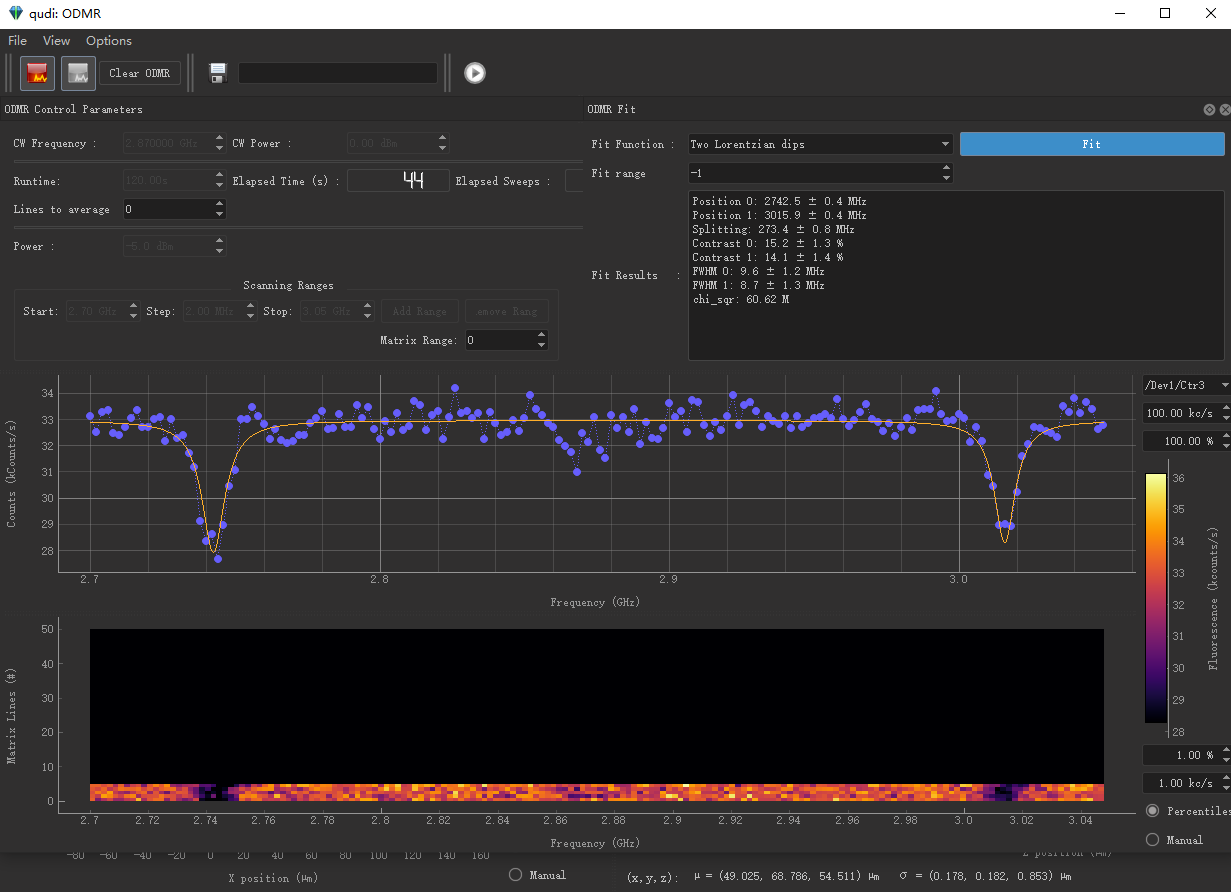 qudi: ODMR
File View Options
Clear ODMR
ODMR Control Parameters
CW Frequency : 2.870000 GHz CW Power : 0.00 dBm
Runtime: 120.00s Elapsed Time (s) : 44 Elapsed Sweeps :
Lines to average 0
Power : -5.0 dBm
Scanning Ranges
Start: 2.70 GHz Step: 2.00 MHz Stop: 3.05 GHz Add Range emove Rang
Matrix Range: 0
ODMR Fit
Fit Function : Two Lorentzian dips Fit
Fit range -1
Fit Results :
Position 0: 2742.5 ± 0.4 MHz
Position 1: 3015.9 ± 0.4 MHz
Splitting: 273.4 ± 0.8 MHz
Contrast 0: 15.2 ± 1.3 %
Contrast 1: 14.1 ± 1.4 %
FWHM 0: 9.6 ± 1.2 MHz
FWHM 1: 8.7 ± 1.3 MHz
chi_sqr: 60.62 M
Counts (kCounts/s)
34
33
32
31
30
29
28
2.7 2.8 2.9 3.0
Frequency (GHz)
/Dev1/Ctr3
100.00 kc/s
100.00 %
36
35
34
33
32
31
30
29
28
Fluorescence (kcounts/s)
1.00 %
1.00 kc/s
Percentiles
Manual
Matrix Lines (#)
50
40
30
20
10
0
2.7 2.72 2.74 2.76 2.78 2.8 2.82 2.84 2.86 2.88 2.9 2.92 2.94 2.96 2.98 3.0 3.02 3.04
Frequency (GHz)
-80 -60 -40 -20 0 20 40 60 80 100 120 140 160
X position (µm)
Manual
Z position (µm)
(x,y,z): µ = (49.025, 68.786, 54.511) µm σ = (0.178, 0.182, 0.853) µm